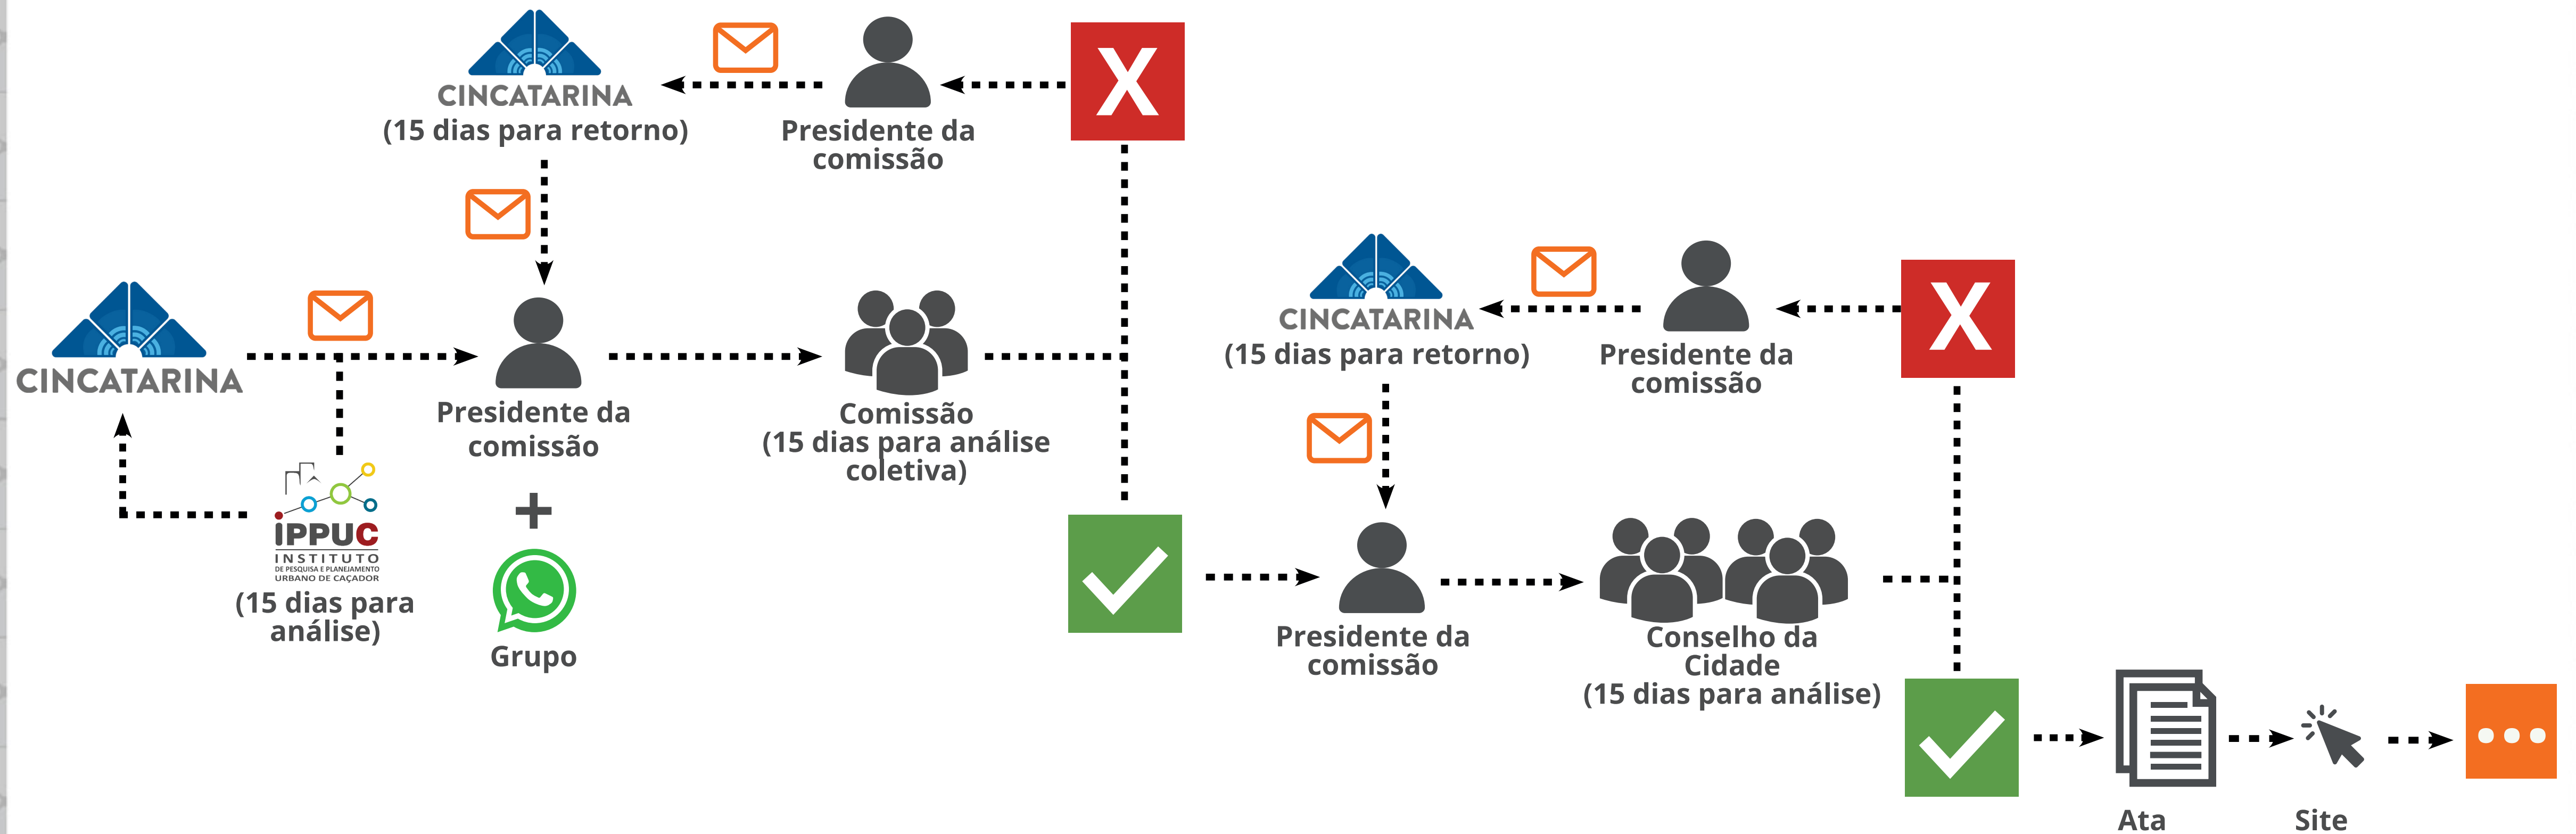 CINCATARINA
(15 dias para retorno)
Presidente da
comissão
X
CINCATARINA
iPPUC
INSTITUTO
DE PESQUISA E PLANEJAMENTO
URBANO DE CAÇADOR
(15 dias para
análise)
Presidente da
comissão
+
Grupo
Comissão
(15 dias para análise
coletiva)
CINCATARINA
(15 dias para retorno)
Presidente da
comissão
X
Presidente da
comissão
Conselho da
Cidade
(15 dias para análise)
Ata
Site